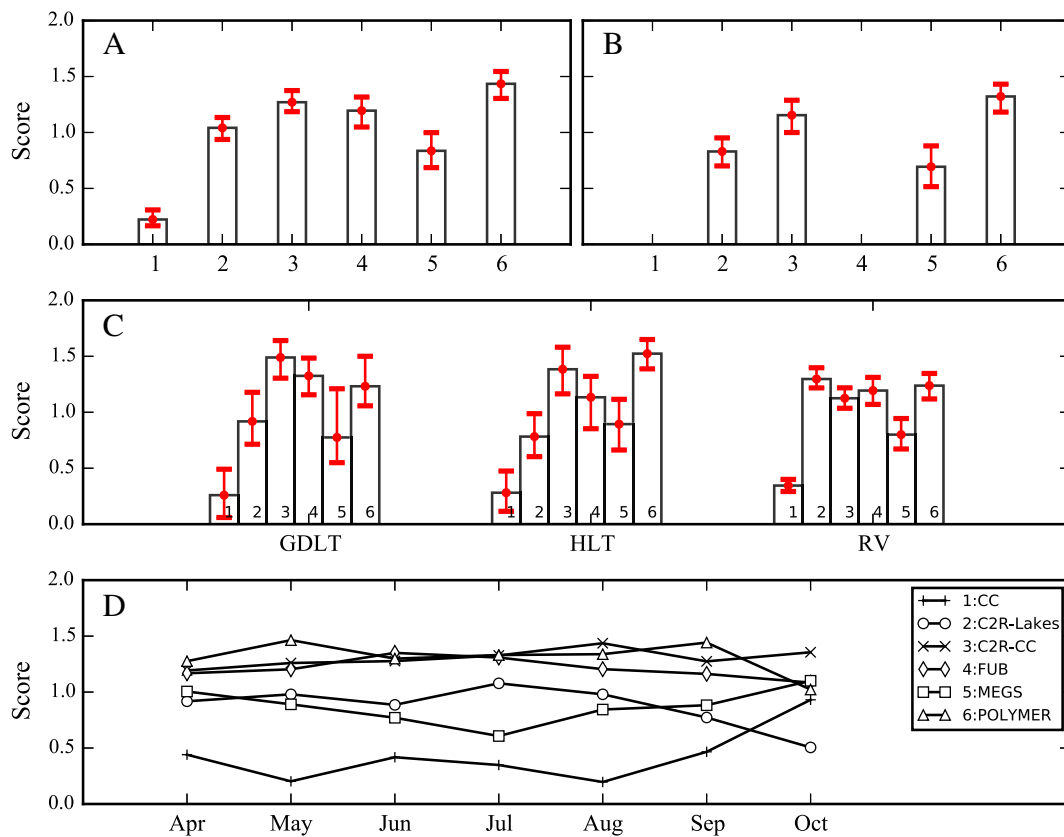 A
B
Score
2.0
1.5
1.0
0.5
0.0
1 2 3 4 5 6
1 2 3 4 5 6
C
Score
2.0
1.5
1.0
0.5
0.0
1 2 3 4 5 6
1 2 3 4 5 6
1 2 3 4 5 6
GDLT HLT RV
D
Score
2.0
1.5
1.0
0.5
0.0
Apr May Jun Jul Aug Sep Oct
1:CC
2:C2R-Lakes
3:C2R-CC
4:FUB
5:MEGS
6:POLYMER